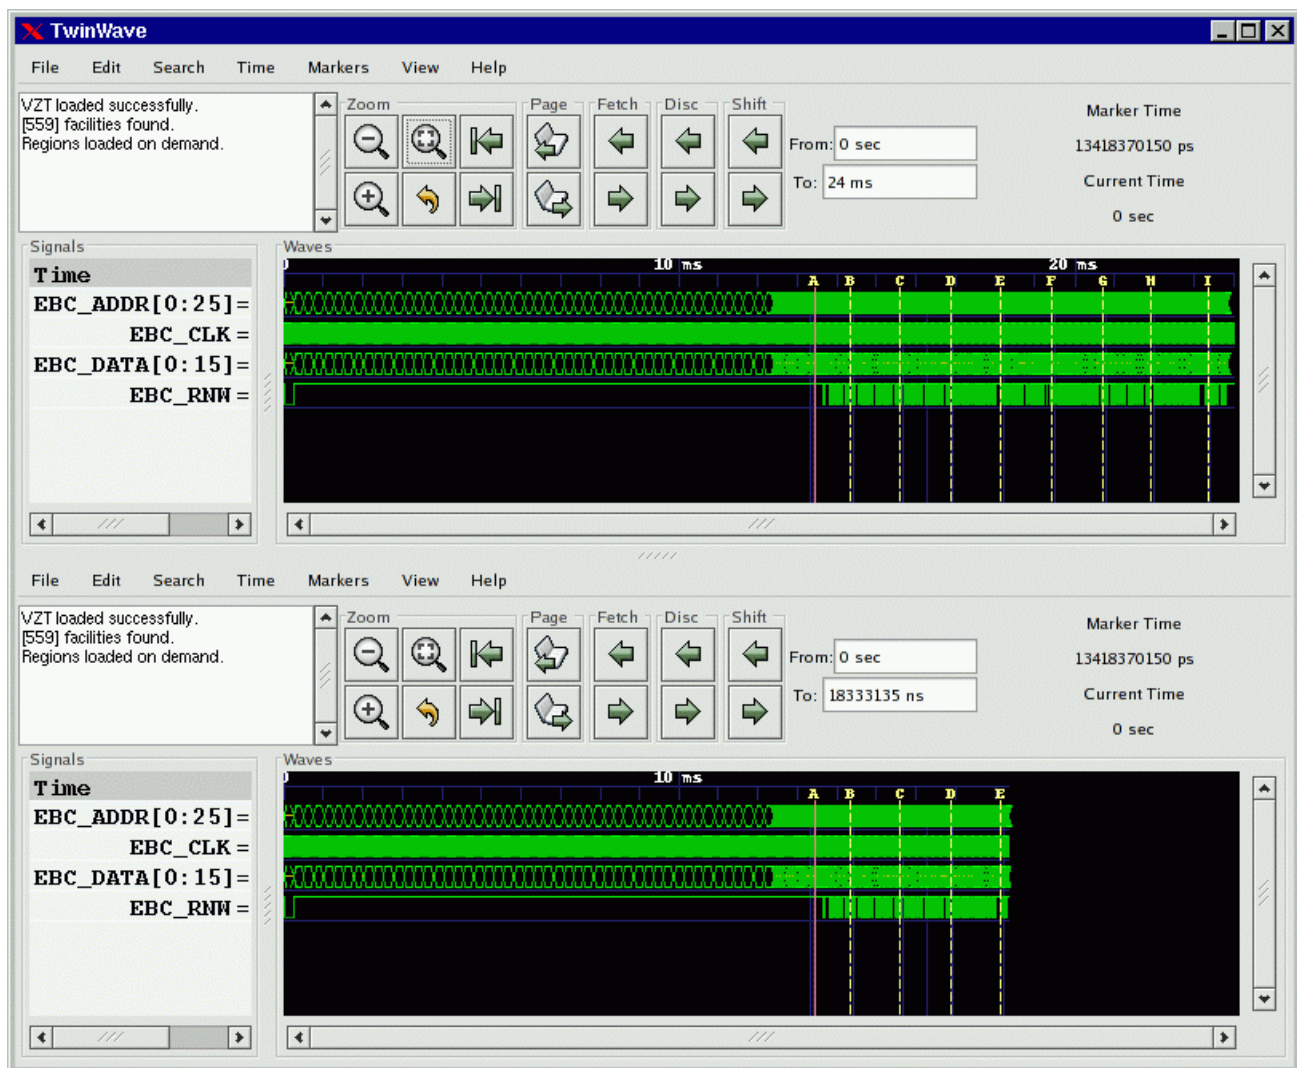 TwinWave
File Edit Search Time Markers View Help
VZT loaded successfully.
[559] facilities found.
Regions loaded on demand.
Zoom Page Fetch Disc Shift
From: 0 sec
To: 24 ms
Marker Time
13418370150 ps
Current Time
0 sec
Signals
Time
EBC_ADDR[0:25]=
EBC_CLK =
EBC_DATA[0:15]=
EBC_RNW =
Waves
0 10 ms 20 ms
A B C D E F G H I
File Edit Search Time Markers View Help
VZT loaded successfully.
[559] facilities found.
Regions loaded on demand.
Zoom Page Fetch Disc Shift
From: 0 sec
To: 18333135 ns
Marker Time
13418370150 ps
Current Time
0 sec
Signals
Time
EBC_ADDR[0:25]=
EBC_CLK =
EBC_DATA[0:15]=
EBC_RNW =
Waves
0 10 ms
A B C D E